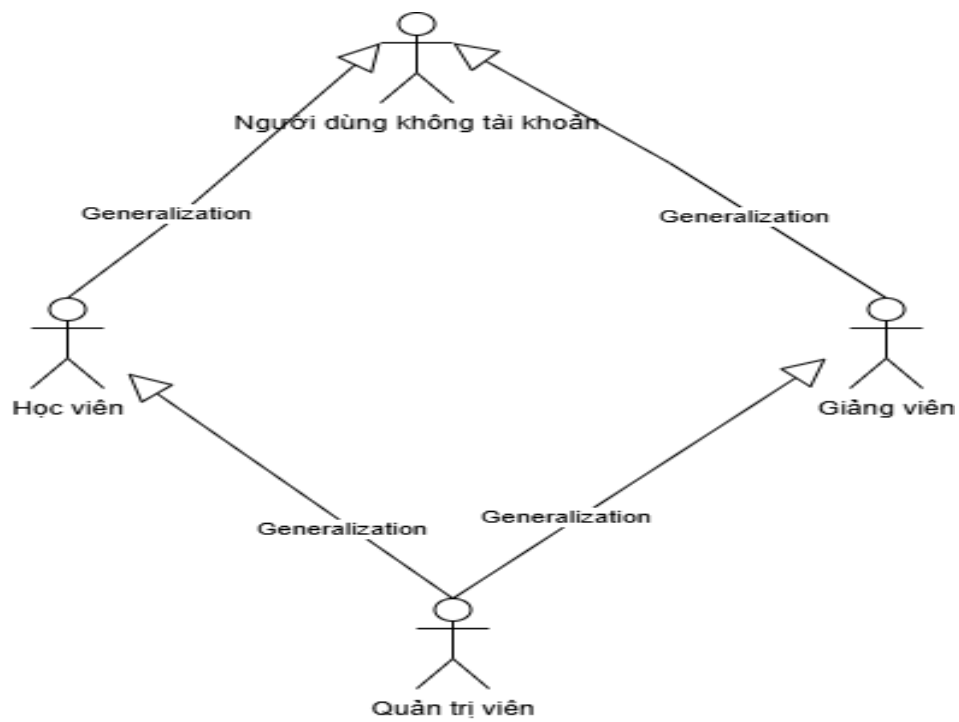 Người dùng không tài khoản
Generalization
Generalization
Học viên
Giảng viên
Generalization
Generalization
Quản trị viên